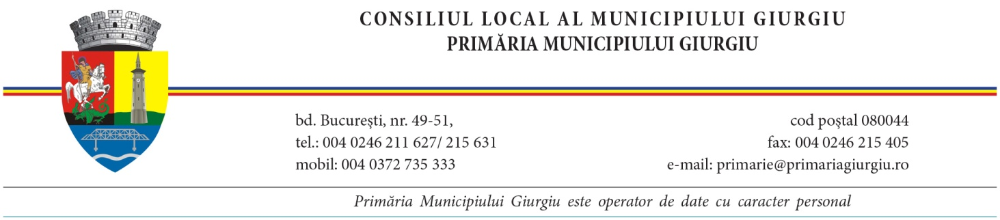 CONSILIUL LOCAL AL MUNICIPIULUI GIURGIU
PRIMĂRIA MUNICIPIULUI GIURGIU
bd. București, nr. 49-51,
tel.: 004 0246 211 627/ 215 631
mobil: 004 0372 735 333
cod poștal 080044
fax: 004 0246 215 405
e-mail: primarie@primariagiurgiu.ro
Primăria Municipiului Giurgiu este operator de date cu caracter personal